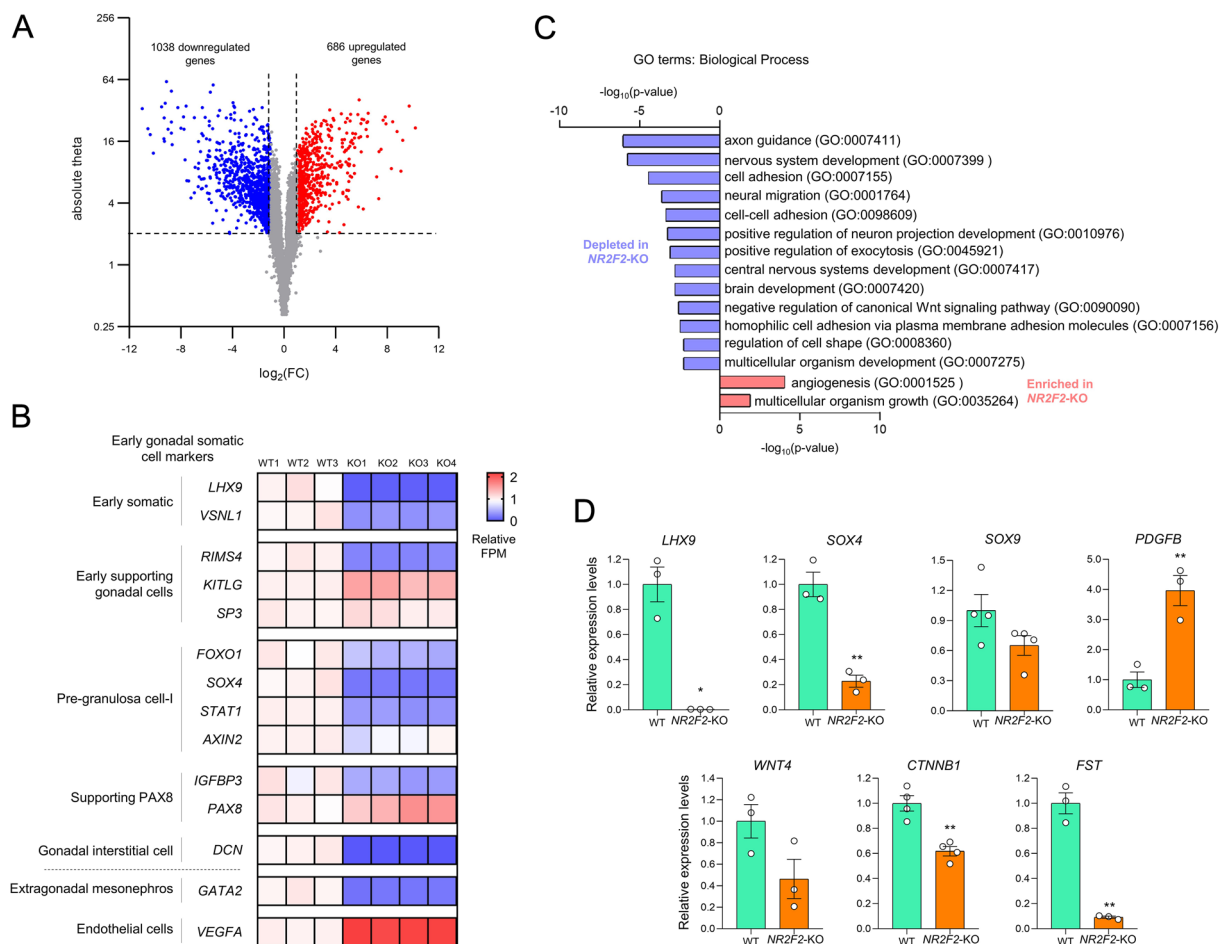 A
256
64
16
4
1
0.25
absolute theta
1038 downregulated
genes
686 upregulated
genes
-12
-8
-4
0
4
8
12
log2(FC)
B
Early gonadal somatic
cell markers
WT1
WT2
WT3
KO1
KO2
KO3
KO4
Early somatic
LHX9
VSNL1
Early supporting
gonadal cells
RIMS4
KITLG
SP3
Pre-granulosa cell-I
FOXO1
SOX4
STAT1
AXIN2
Supporting PAX8
IGFBP3
PAX8
Gonadal interstitial cell
DCN
Extragonadal mesonephros
GATA2
Endothelial cells
VEGFA
2
1
0
Relative
FPM
C
GO terms: Biological Process
-log10(p-value)
-10
-5
0
axon guidance (GO:0007411)
nervous system development (GO:0007399 )
cell adhesion (GO:0007155)
neural migration (GO:0001764)
cell-cell adhesion (GO:0098609)
positive regulation of neuron projection development (GO:0010976)
positive regulation of exocytosis (GO:0045921)
central nervous systems development (GO:0007417)
brain development (GO:0007420)
negative regulation of canonical Wnt signaling pathway (GO:0090090)
homophilic cell adhesion via plasma membrane adhesion molecules (GO:0007156)
regulation of cell shape (GO:0008360)
multicellular organism development (GO:0007275)
angiogenesis (GO:0001525 )
multicellular organism growth (GO:0035264)
Depleted in
NR2F2-KO
Enriched in
NR2F2-KO
0
5
10
-log10(p-value)
D
LHX9
Relative expression levels
1.2
1.0
0.8
0.6
0.4
0.2
0.0
*
WT
NR2F2-KO
SOX4
1.2
1.0
0.8
0.6
0.4
0.2
0.0
**
WT
NR2F2-KO
SOX9
1.5
1.2
0.9
0.6
0.3
0.0
WT
NR2F2-KO
PDGFB
5.0
4.0
3.0
2.0
1.0
0.0
**
WT
NR2F2-KO
WNT4
Relative expression levels
1.4
1.2
1.0
0.8
0.6
0.4
0.2
0.0
WT
NR2F2-KO
CTNNB1
1.2
1.0
0.8
0.6
0.4
0.2
0.0
**
WT
NR2F2-KO
FST
1.2
1.0
0.8
0.6
0.4
0.2
0.0
**
WT
NR2F2-KO